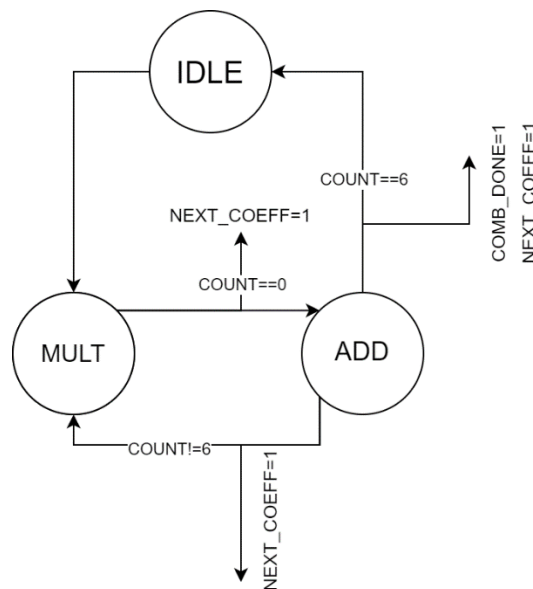 IDLE
COUNT==6
COMB_DONE=1
NEXT_COEFF=1
NEXT_COEFF=1
COUNT==0
MULT
ADD
COUNT!=6
NEXT_COEFF=1